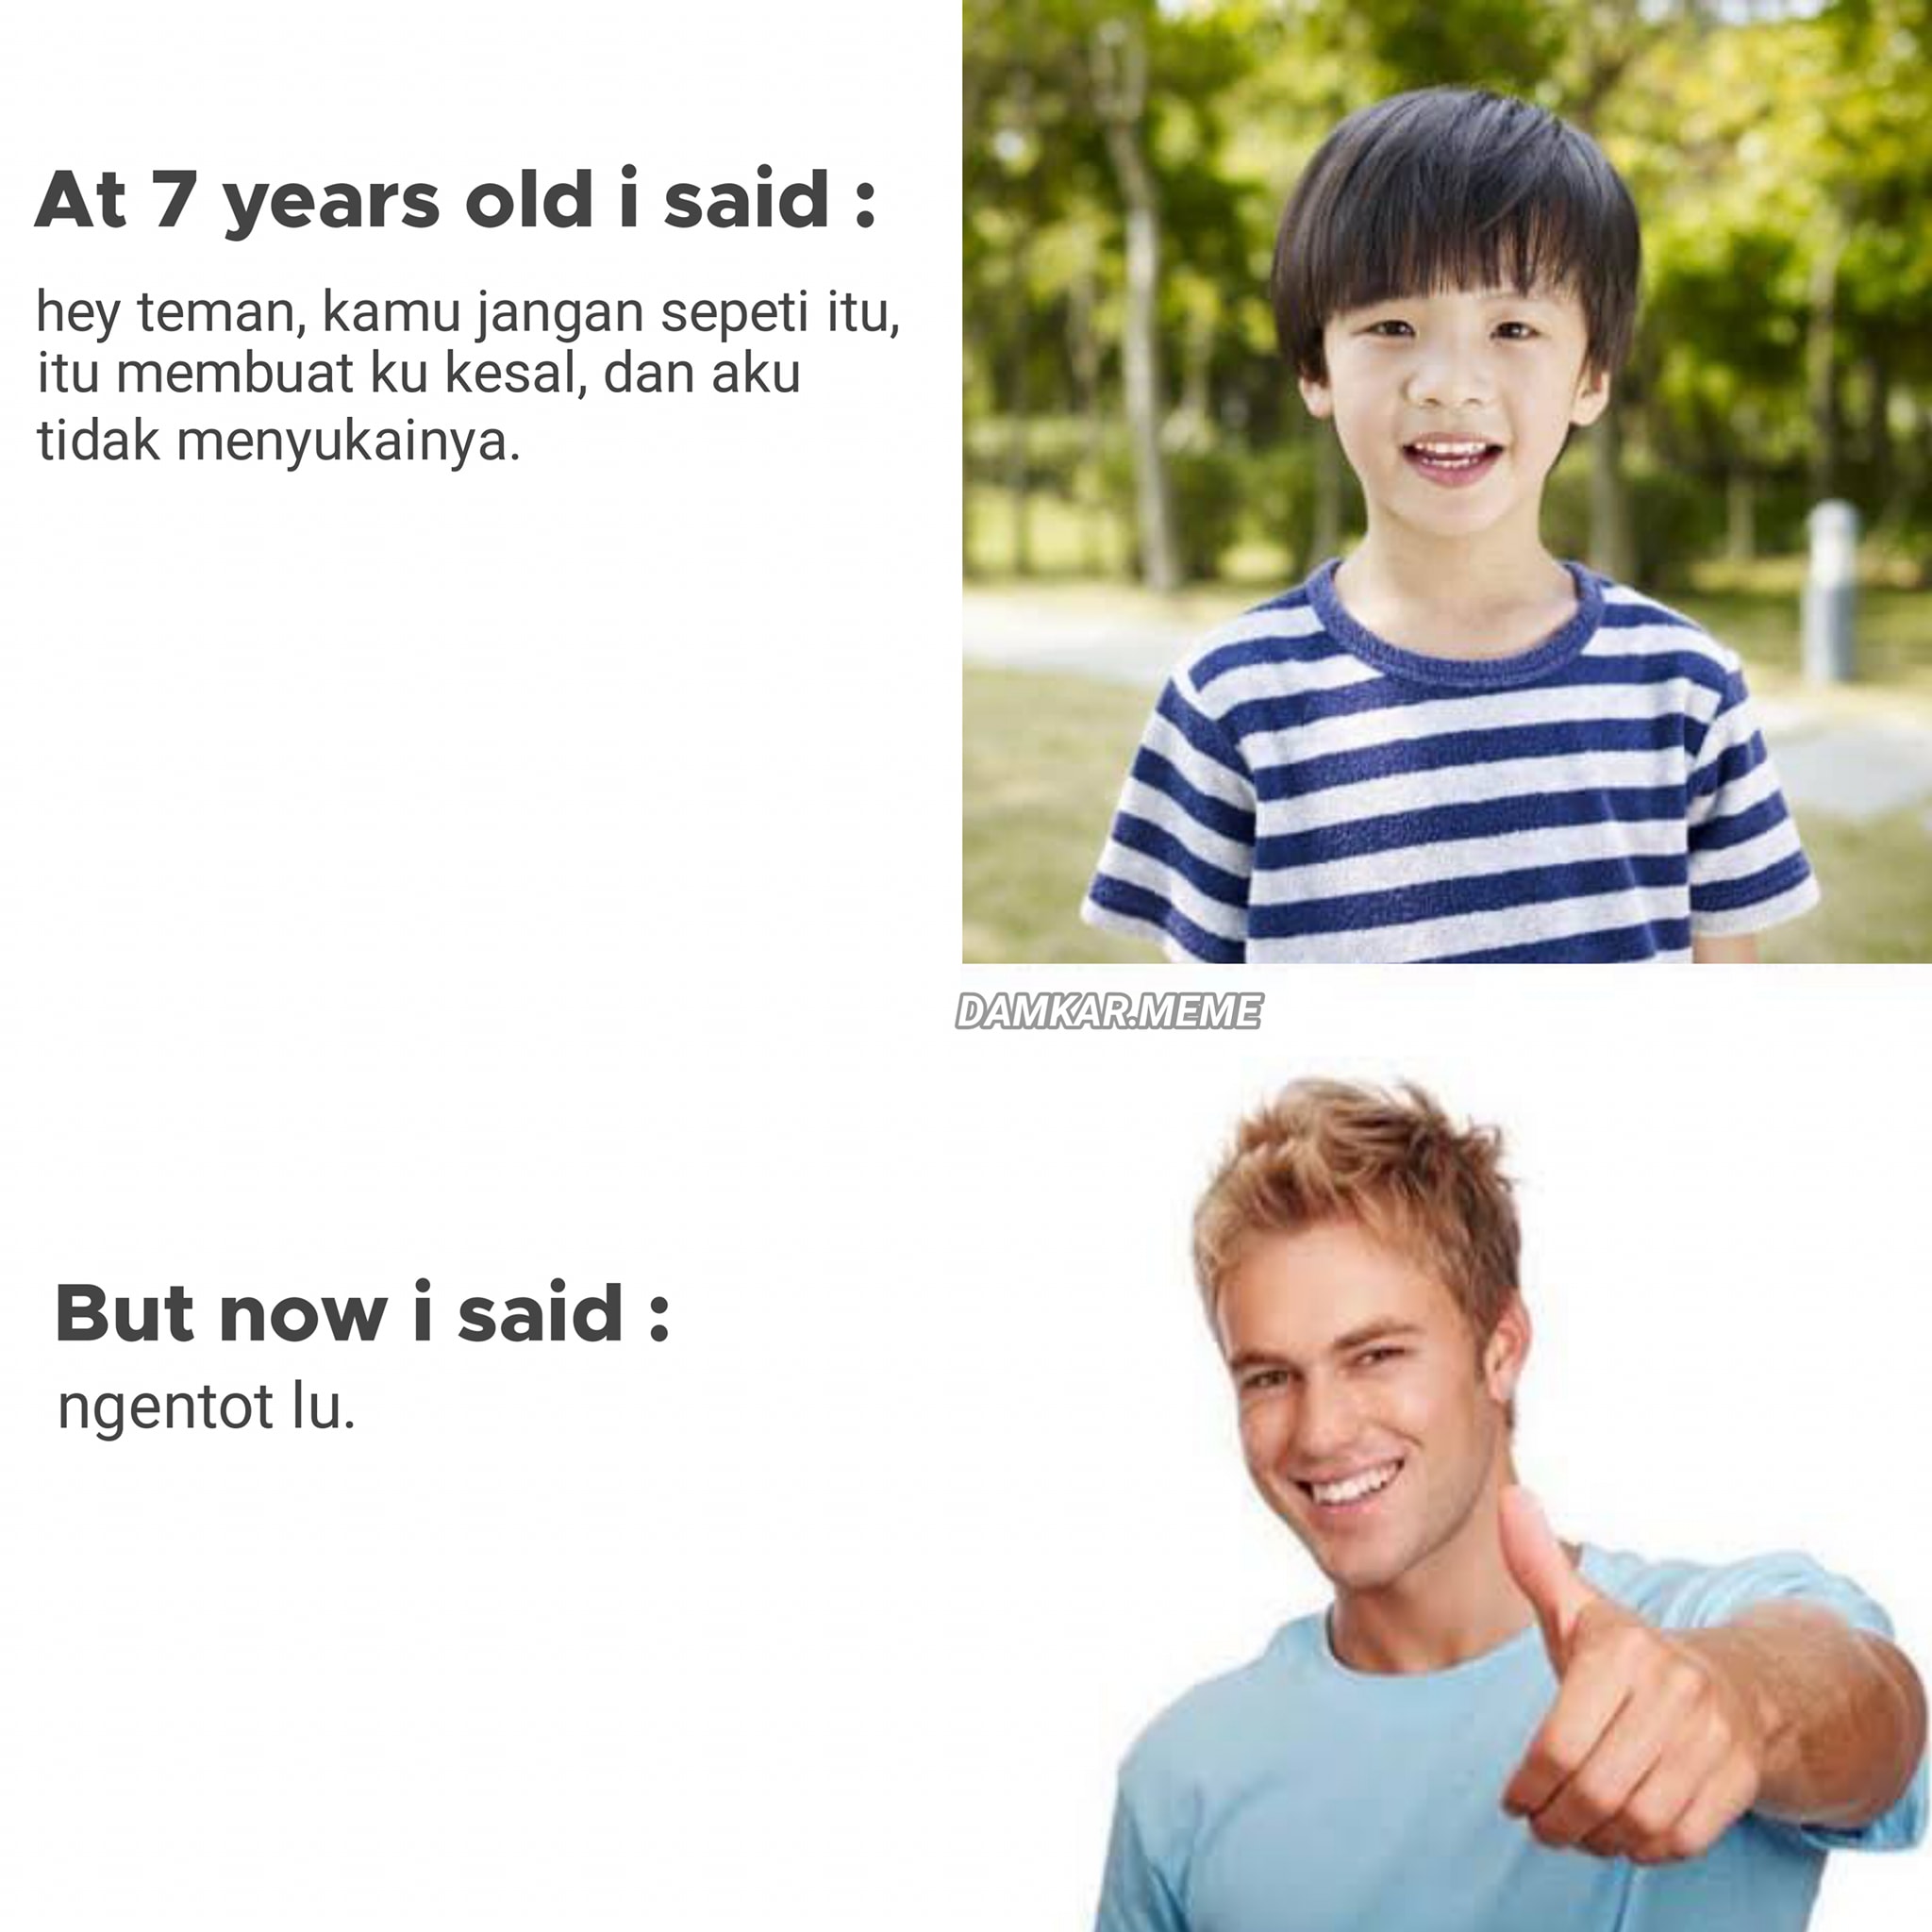 At 7 years old i said :
hey teman, kamu jangan sepeti itu,
itu membuat ku kesal, dan aku
tidak menyukainya.
DAMKAR.MEME
But now i said :
ngentot lu.